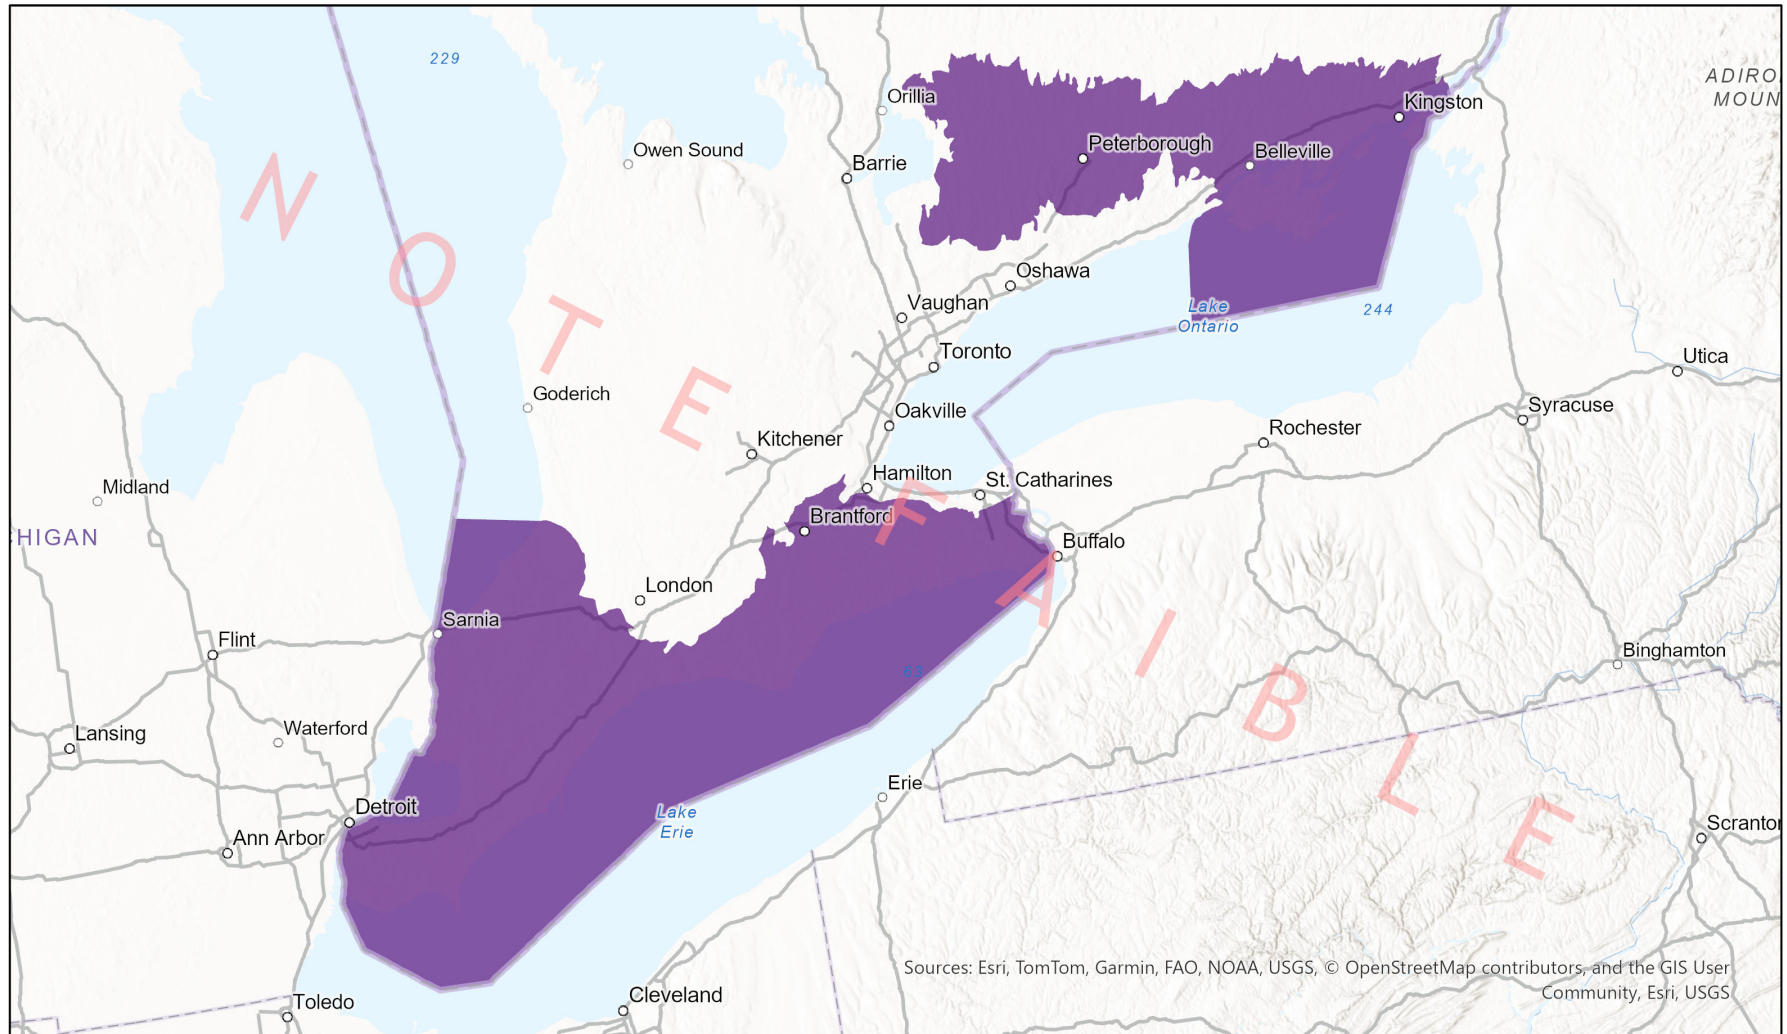 229
ADIRO
MOUN
Orillia
Kingston
Owen Sound
Peterborough
Belleville
Barrie
Oshawa
Vaughan
Lake
Ontario
244
Toronto
Utica
Goderich
Oakville
Syracuse
Kitchener
Rochester
Hamilton
St. Catharines
Midland
Brantford
CHIGAN
Buffalo
London
Sarnia
Flint
Binghamton
63
Waterford
Lansing
Erie
Detroit
Lake
Erie
Ann Arbor
Scranton
Toledo
Cleveland
NOTE FAIBLE
Sources: Esri, TomTom, Garmin, FAO, NOAA, USGS, © OpenStreetMap contributors, and the GIS User
Community, Esri, USGS